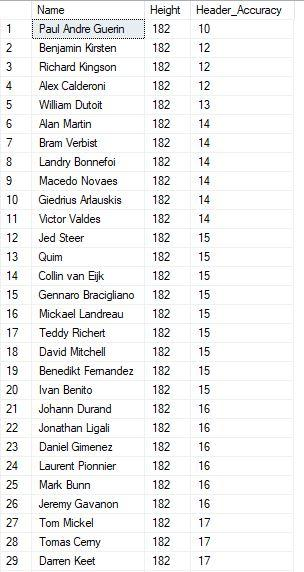 Name Height Header_Accuracy
1 Paul Andre Guerin 182 10
2 Benjamin Kirsten 182 12
3 Richard Kingson 182 12
4 Alex Calderoni 182 12
5 William Dutoit 182 13
6 Alan Martin 182 14
7 Bram Verbist 182 14
8 Landry Bonnefoi 182 14
9 Macedo Novaes 182 14
10 Giedrius Arlauskis 182 14
11 Victor Valdes 182 14
12 Jed Steer 182 15
13 Quim 182 15
14 Collin van Eijk 182 15
15 Gennaro Bracigliano 182 15
16 Mickael Landreau 182 15
17 Teddy Richert 182 15
18 David Mitchell 182 15
19 Benedikt Fernandez 182 15
20 Ivan Benito 182 15
21 Johann Durand 182 16
22 Jonathan Ligali 182 16
23 Daniel Gimenez 182 16
24 Laurent Pionnier 182 16
25 Mark Bunn 182 16
26 Jeremy Gavanon 182 16
27 Tom Mickel 182 17
28 Tomas Cerny 182 17
29 Darren Keet 182 17